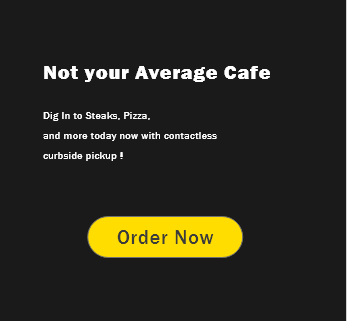 Not your Average Cafe
Dig In to Steaks, Pizza,
and more today now with contactless
curbside pickup !
Order Now